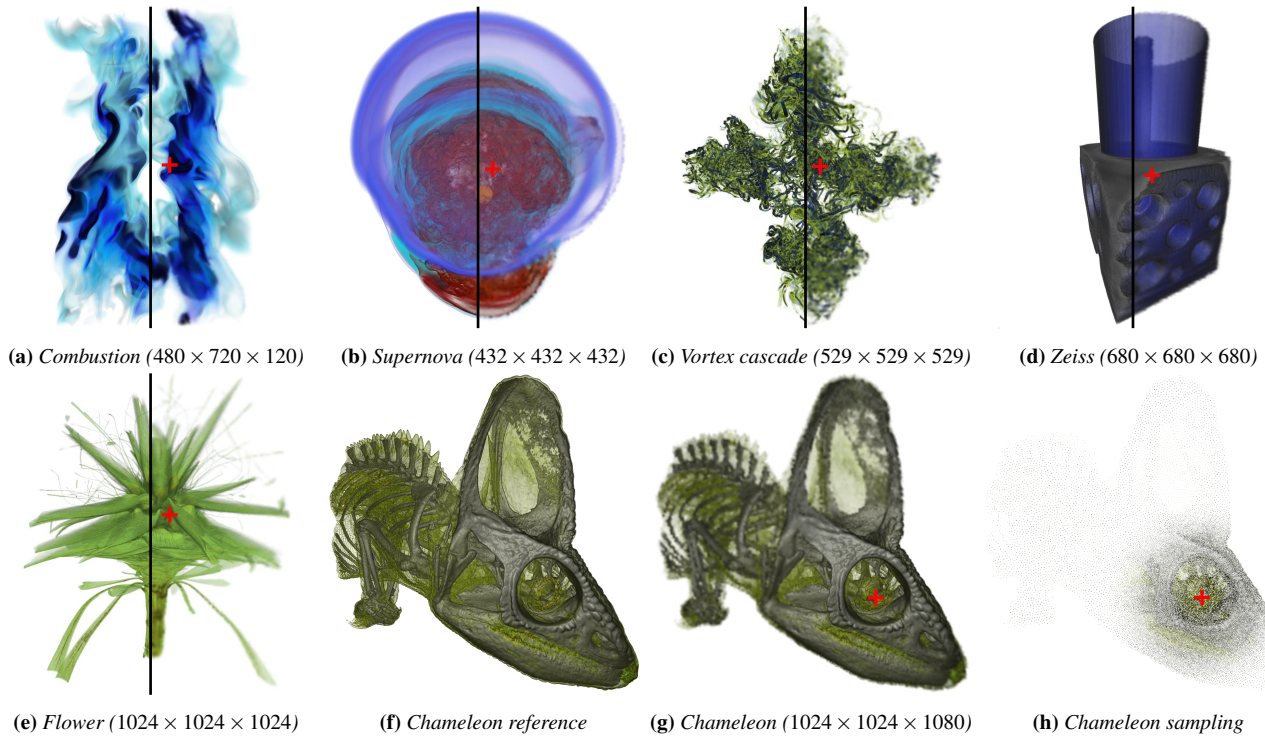 (a) Combustion (480 × 720 × 120)
(b) Supernova (432 × 432 × 432)
(c) Vortex cascade (529 × 529 × 529)
(d) Zeiss (680 × 680 × 680)
(e) Flower (1024 × 1024 × 1024)
(f) Chameleon reference
(g) Chameleon (1024 × 1024 × 1080)
(h) Chameleon sampling